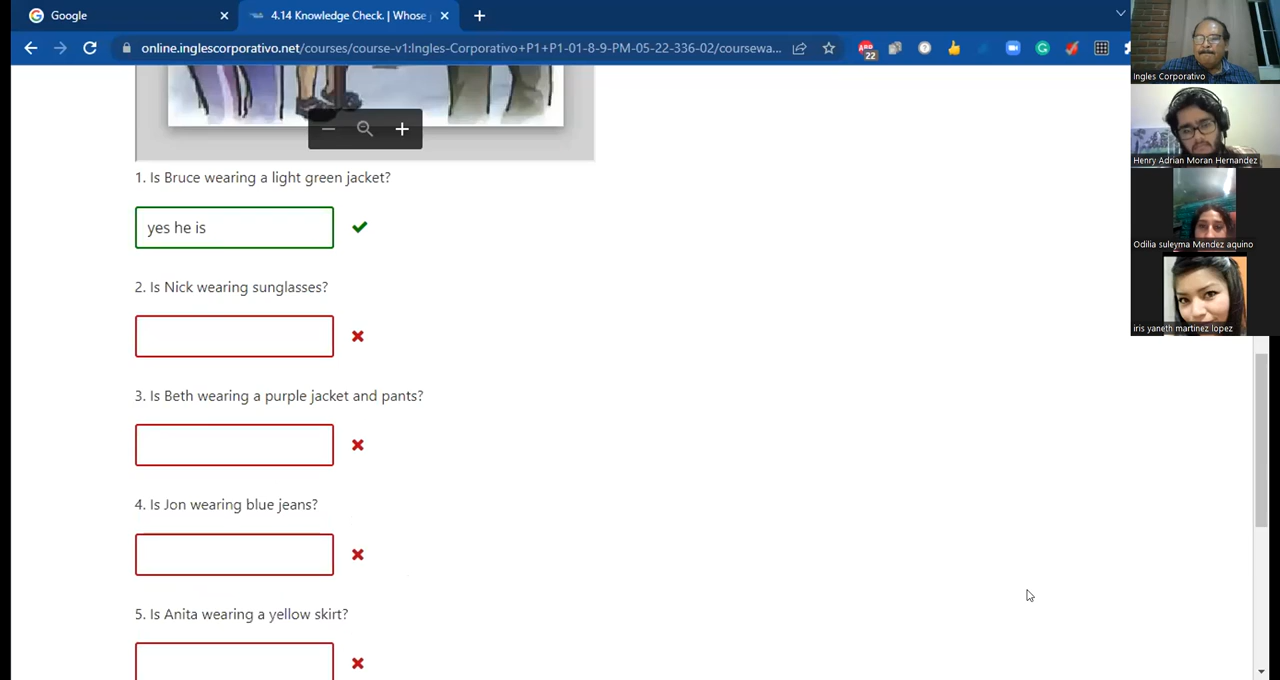 Google
4.14 Knowledge Check. | Whose
online.inglescorporativo.net/courses/course-v1:Ingles-Corporativo+P1+P1-01-8-9-PM-05-22-336-02/coursewa...
22
Ingles Corporativo
Henry Adrian Moran Hernandez
Odilia suleyma Mendez aquino
iris yaneth martinez lopez
1. Is Bruce wearing a light green jacket?
yes he is
2. Is Nick wearing sunglasses?
3. Is Beth wearing a purple jacket and pants?
4. Is Jon wearing blue jeans?
5. Is Anita wearing a yellow skirt?